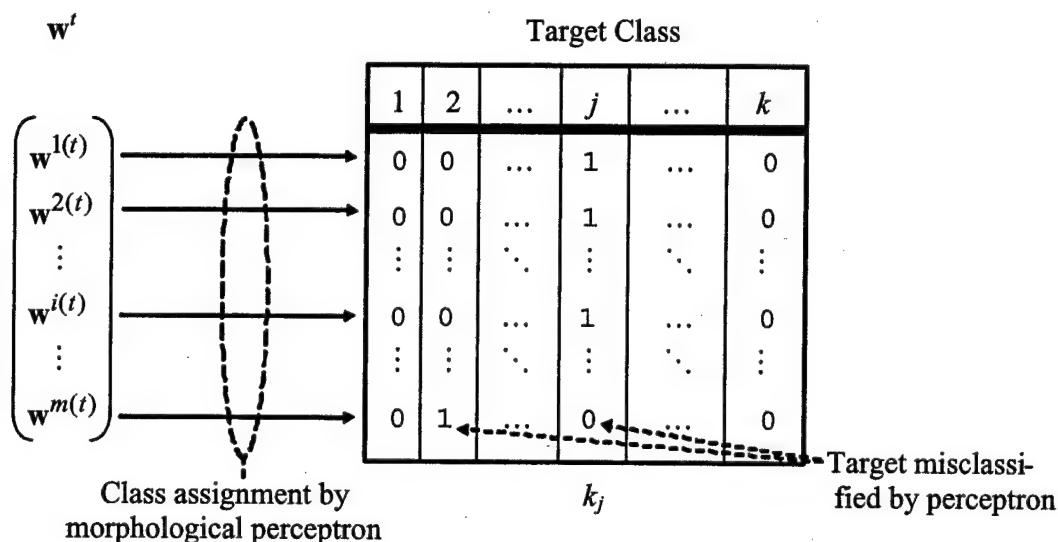 w^t
Target Class
1 2 ... j ... k
w^1(t) 0 0 ... 1 ... 0
w^2(t) 0 0 ... 1 ... 0
⋮ ⋮ ⋮ ⋱ ⋮ ⋱ ⋮
w^i(t) 0 0 ... 1 ... 0
⋮ ⋮ ⋮ ⋱ ⋮ ⋱ ⋮
w^m(t) 0 1 ... 0 ... 0
Class assignment by
morphological perceptron
k_j
Target misclassi-
fied by perceptron